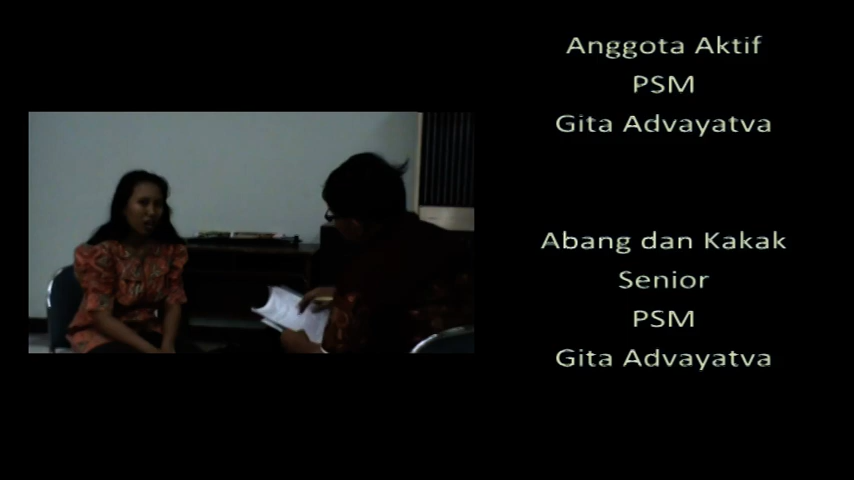 Anggota Aktif
PSM
Gita Advayatva
Abang dan Kakak
Senior
PSM
Gita Advayatva